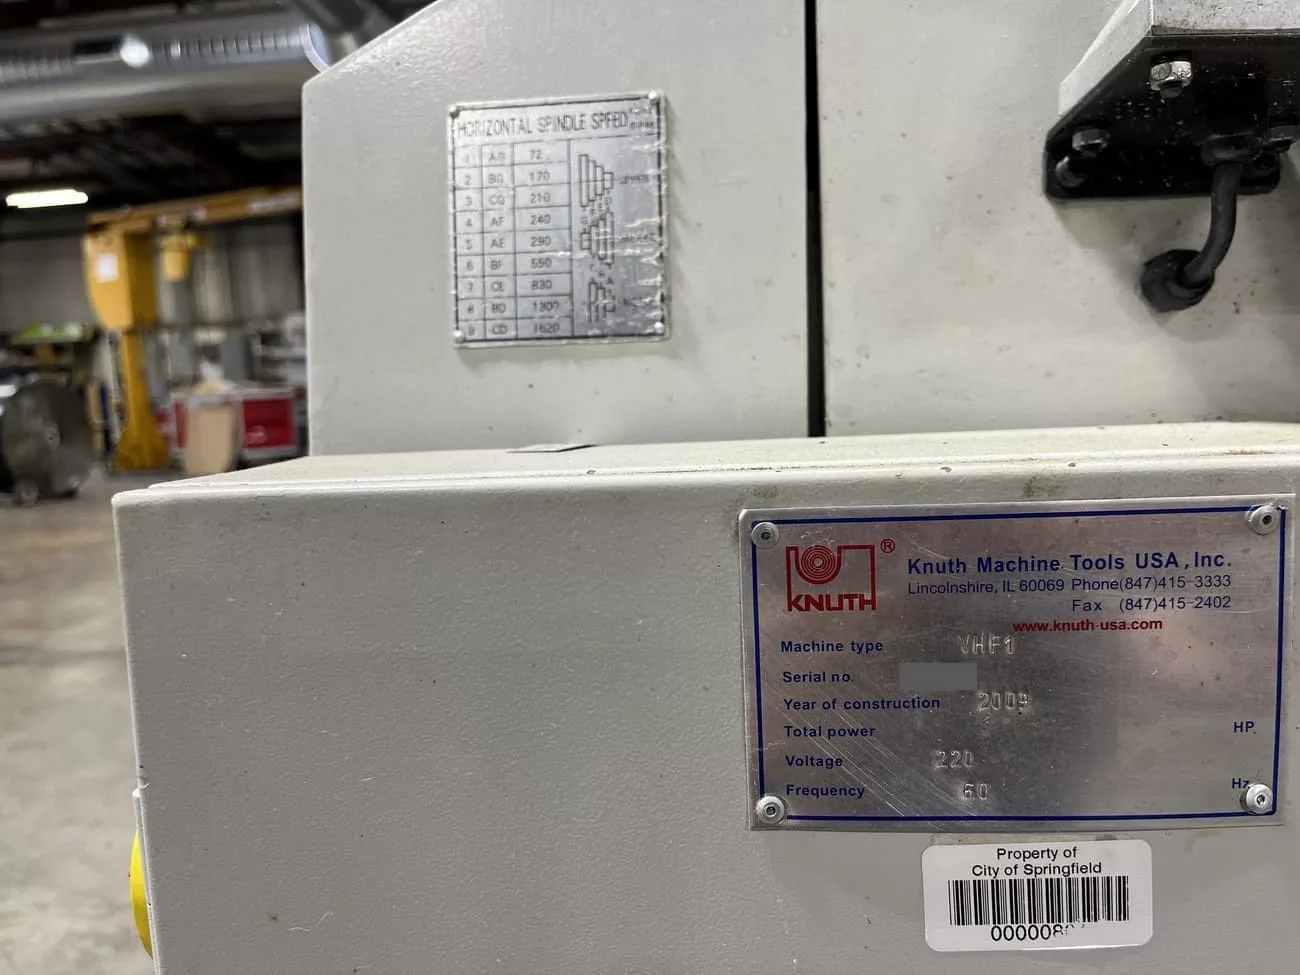 HORIZONTAL SPINDLE SPEED
1 AG 72
2 BG 170
3 CG 210
4 AF 240
5 AE 290
6 BF 550
7 CE 830
8 BD 1300
9 CD 1620
KNUTH ®
Knuth Machine Tools USA, Inc.
Lincolnshire, IL 60069 Phone(847)415-3333
Fax (847)415-2402
www.knuth-usa.com
Machine type VHF1
Serial no.
Year of construction 2009
Total power HP
Voltage 220
Frequency 60 Hz
Property of
City of Springfield